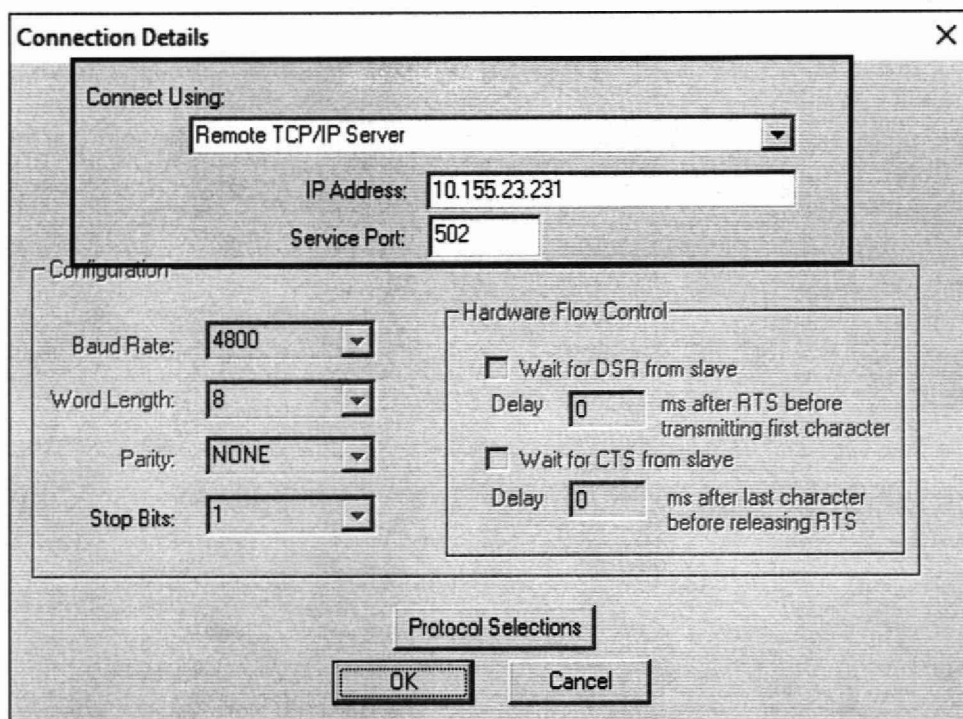 Connection Details
Connect Using:
Remote TCP/IP Server
IP Address: 10.155.23.231
Service Port: 502
Configuration
Baud Rate: 4800
Word Length: 8
Parity: NONE
Stop Bits: 1
Hardware Flow Control
Wait for DSR from slave
Delay 0 ms after RTS before
transmitting first character
Wait for CTS from slave
Delay 0 ms after last character
before releasing RTS
Protocol Selections
OK Cancel